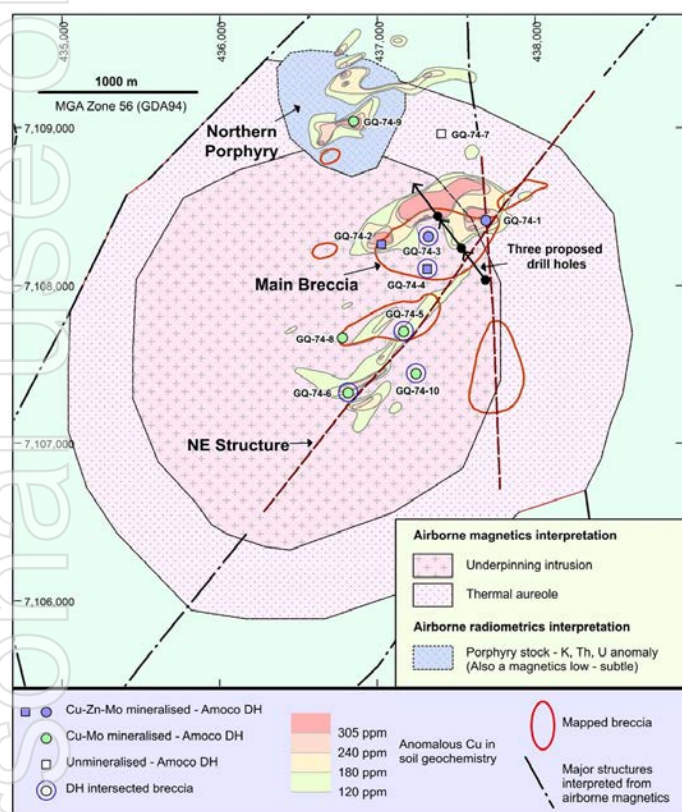 435,000
436,000
437,000
438,000
1000 m
MGA Zone 56 (GDA94)
7,109,000
Northern
Porphyry
GQ-74-9
GQ-74-7
GQ-74-1
GQ-74-2
GQ-74-3
Three proposed
drill holes
Main Breccia
7,108,000
GQ-74-4
GQ-74-5
GQ-74-8
GQ-74-6
GQ-74-10
7,107,000
NE Structure
7,106,000
Airborne magnetics interpretation
Underpinning intrusion
Thermal aureole
Airborne radiometrics interpretation
Porphyry stock - K, Th, U anomaly
(Also a magnetics low - subtle)
Cu-Zn-Mo mineralised - Amoco DH
Cu-Mo mineralised - Amoco DH
Unmineralised - Amoco DH
DH intersected breccia
305 ppm
240 ppm
180 ppm
120 ppm
Anomalous Cu in
soil geochemistry
Mapped breccia
Major structures
interpreted from
airborne magnetics